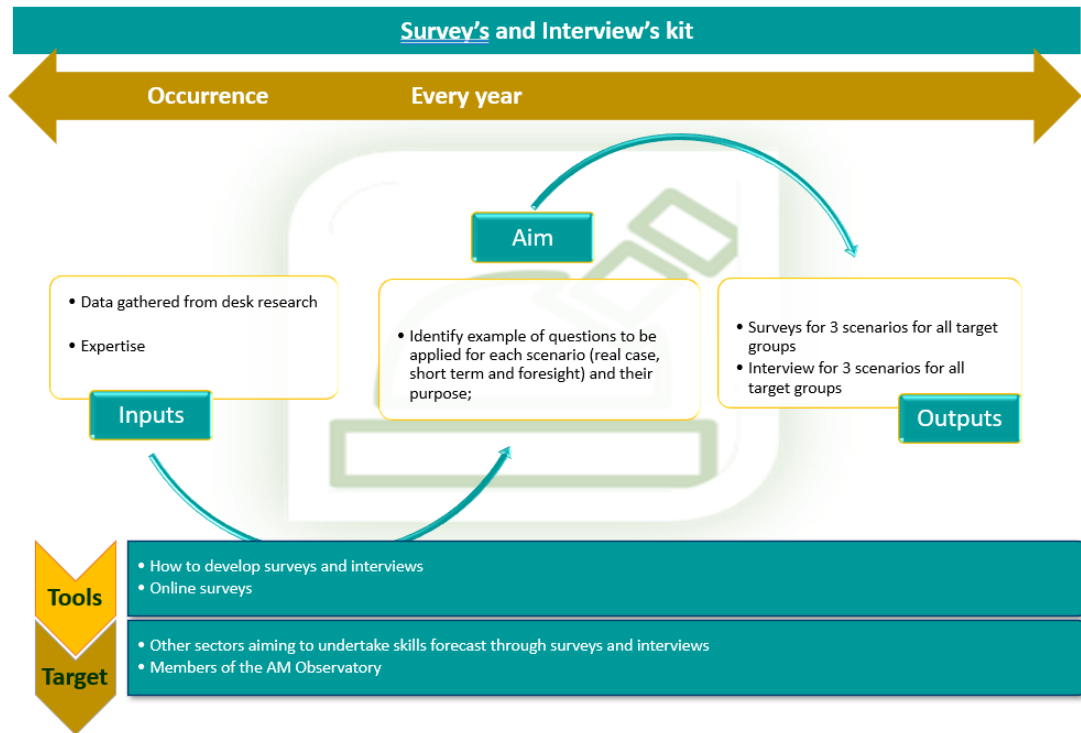 Survey's and Interview's kit
Occurrence Every year
Aim
• Data gathered from desk research
• Expertise
Inputs
• Identify example of questions to be
applied for each scenario (real case,
short term and foresight) and their
purpose;
• Surveys for 3 scenarios for all target
groups
• Interview for 3 scenarios for all
target groups
Outputs
Tools
• How to develop surveys and interviews
• Online surveys
Target
• Other sectors aiming to undertake skills forecast through surveys and interviews
• Members of the AM Observatory